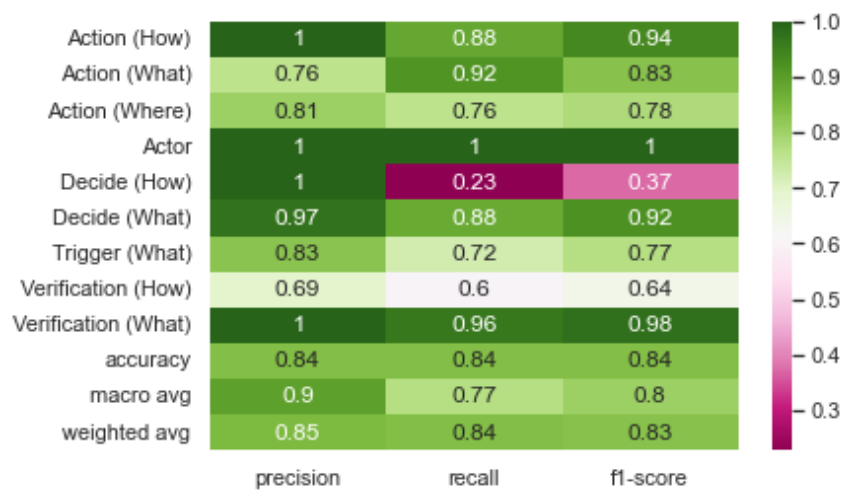 Action (How) 1 0.88 0.94
Action (What) 0.76 0.92 0.83
Action (Where) 0.81 0.76 0.78
Actor 1 1 1
Decide (How) 1 0.23 0.37
Decide (What) 0.97 0.88 0.92
Trigger (What) 0.83 0.72 0.77
Verification (How) 0.69 0.6 0.64
Verification (What) 1 0.96 0.98
accuracy 0.84 0.84 0.84
macro avg 0.9 0.77 0.8
weighted avg 0.85 0.84 0.83
precision recall f1-score
1.0
0.9
0.8
0.7
0.6
0.5
0.4
0.3